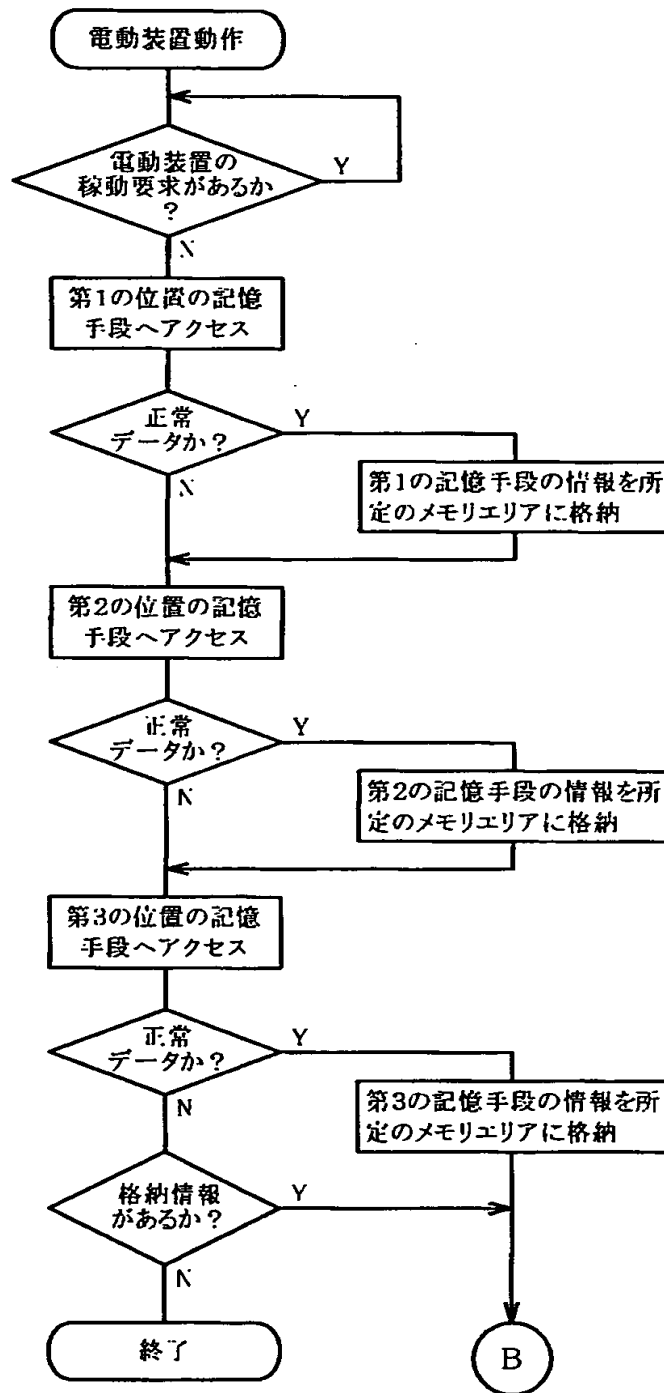 電動装置動作
電動装置の
稼動要求があるか
?
Y
N
第1の位置の記憶
手段へアクセス
正常
データか?
Y
N
第1の記憶手段の情報を所
定のメモリエリアに格納
第2の位置の記憶
手段へアクセス
正常
データか?
Y
N
第2の記憶手段の情報を所
定のメモリエリアに格納
第3の位置の記憶
手段へアクセス
正常
データか?
Y
N
第3の記憶手段の情報を所
定のメモリエリアに格納
格納情報
があるか?
Y
N
終了
B